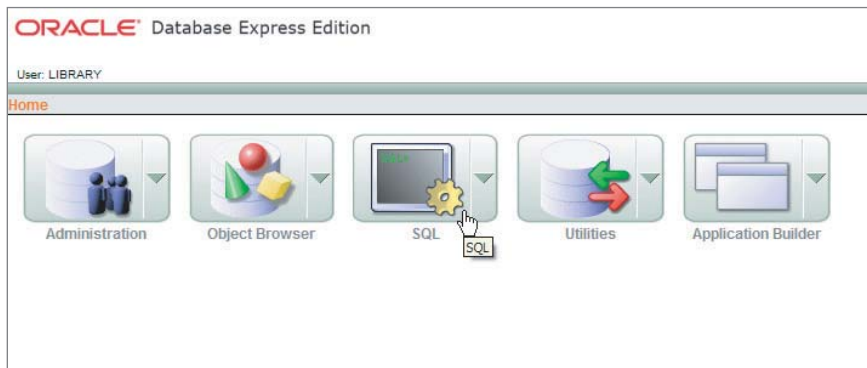 ORACLE® Database Express Edition
User: LIBRARY
Home
Administration
Object Browser
SQL
Utilities
Application Builder
SQL